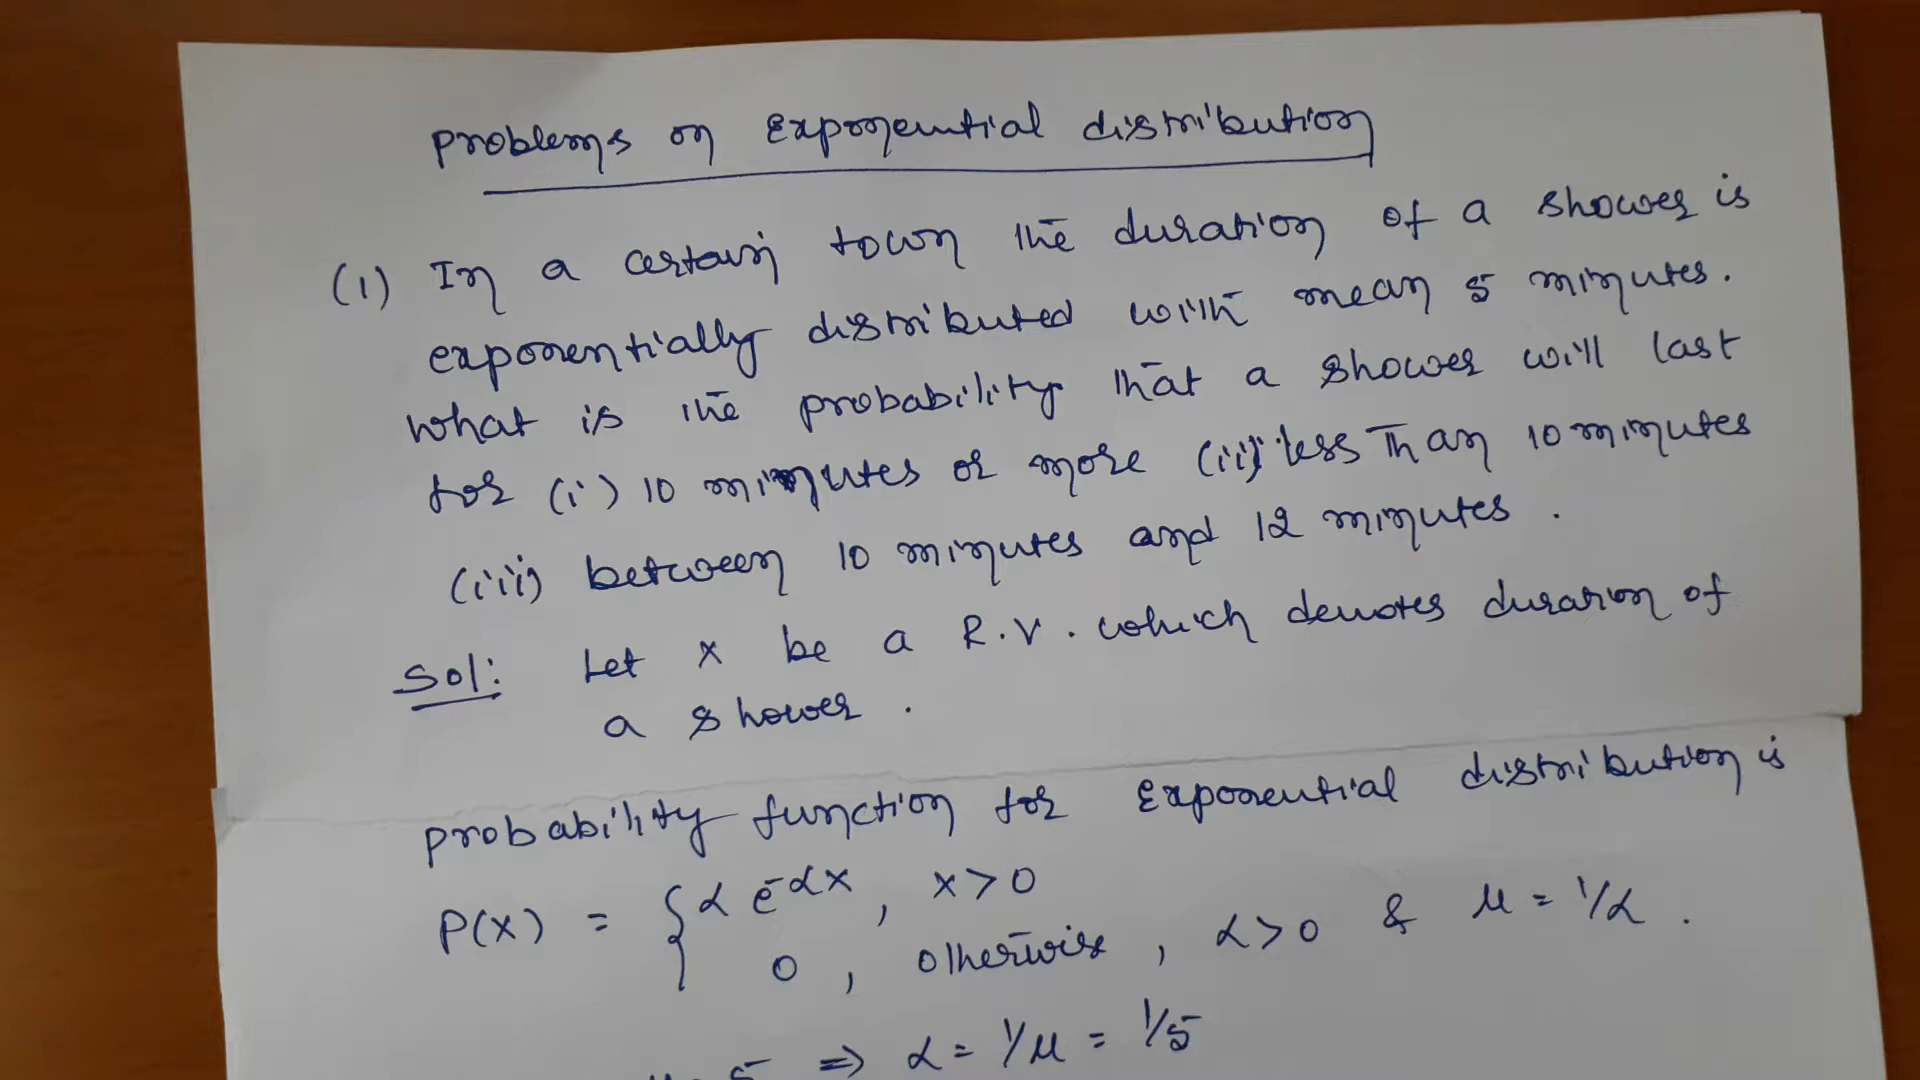 Problems on Exponential distribution
(1) In a certain town the duration of a shower is
exponentially distributed with mean 5 minutes.
what is the probability that a shower will last
for (i) 10 minutes or more (ii) less than 10 minutes
(iii) between 10 minutes and 12 minutes.
Sol: Let x be a R.V. which denotes duration of
a shower.
probability function for Exponential distribution is
P(x) = { α e^-αx , x>0
0 , otherwise , α>0 & μ = 1/α .
μ = 5 ⇒ α = 1/μ = 1/5